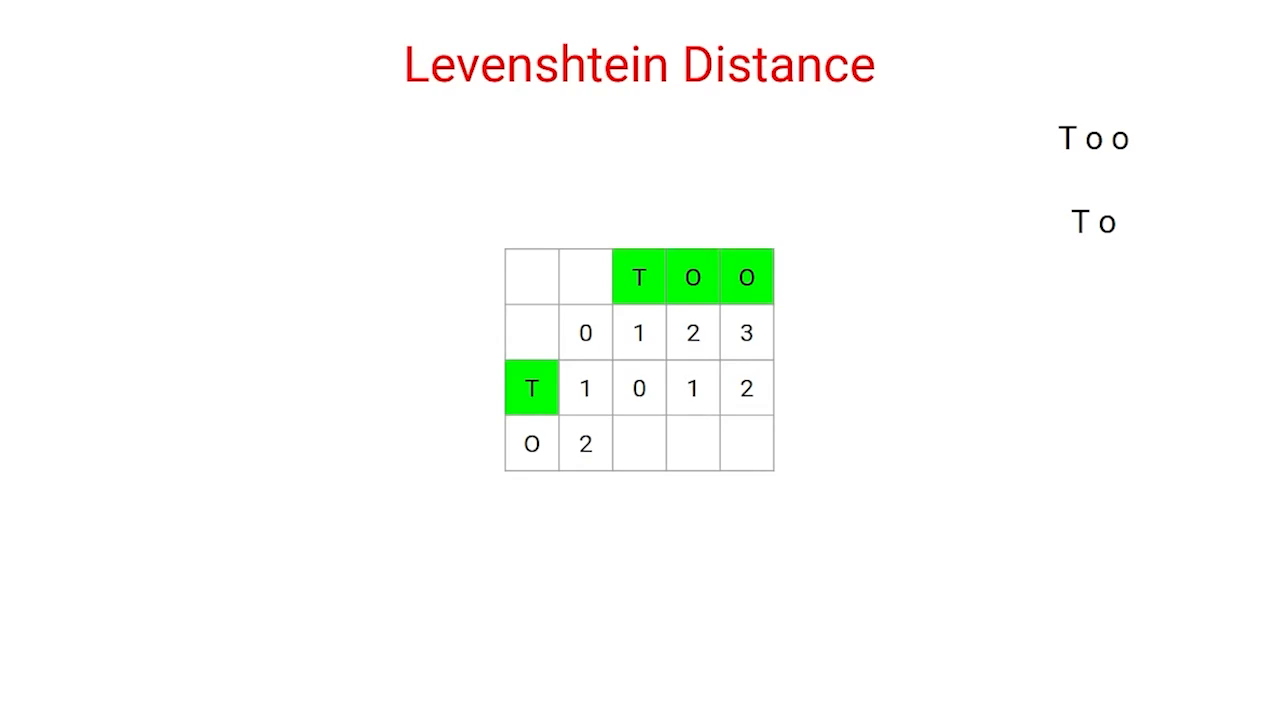 Levenshtein Distance
T o o
T o
T O O
0 1 2 3
T 1 0 1 2
O 2